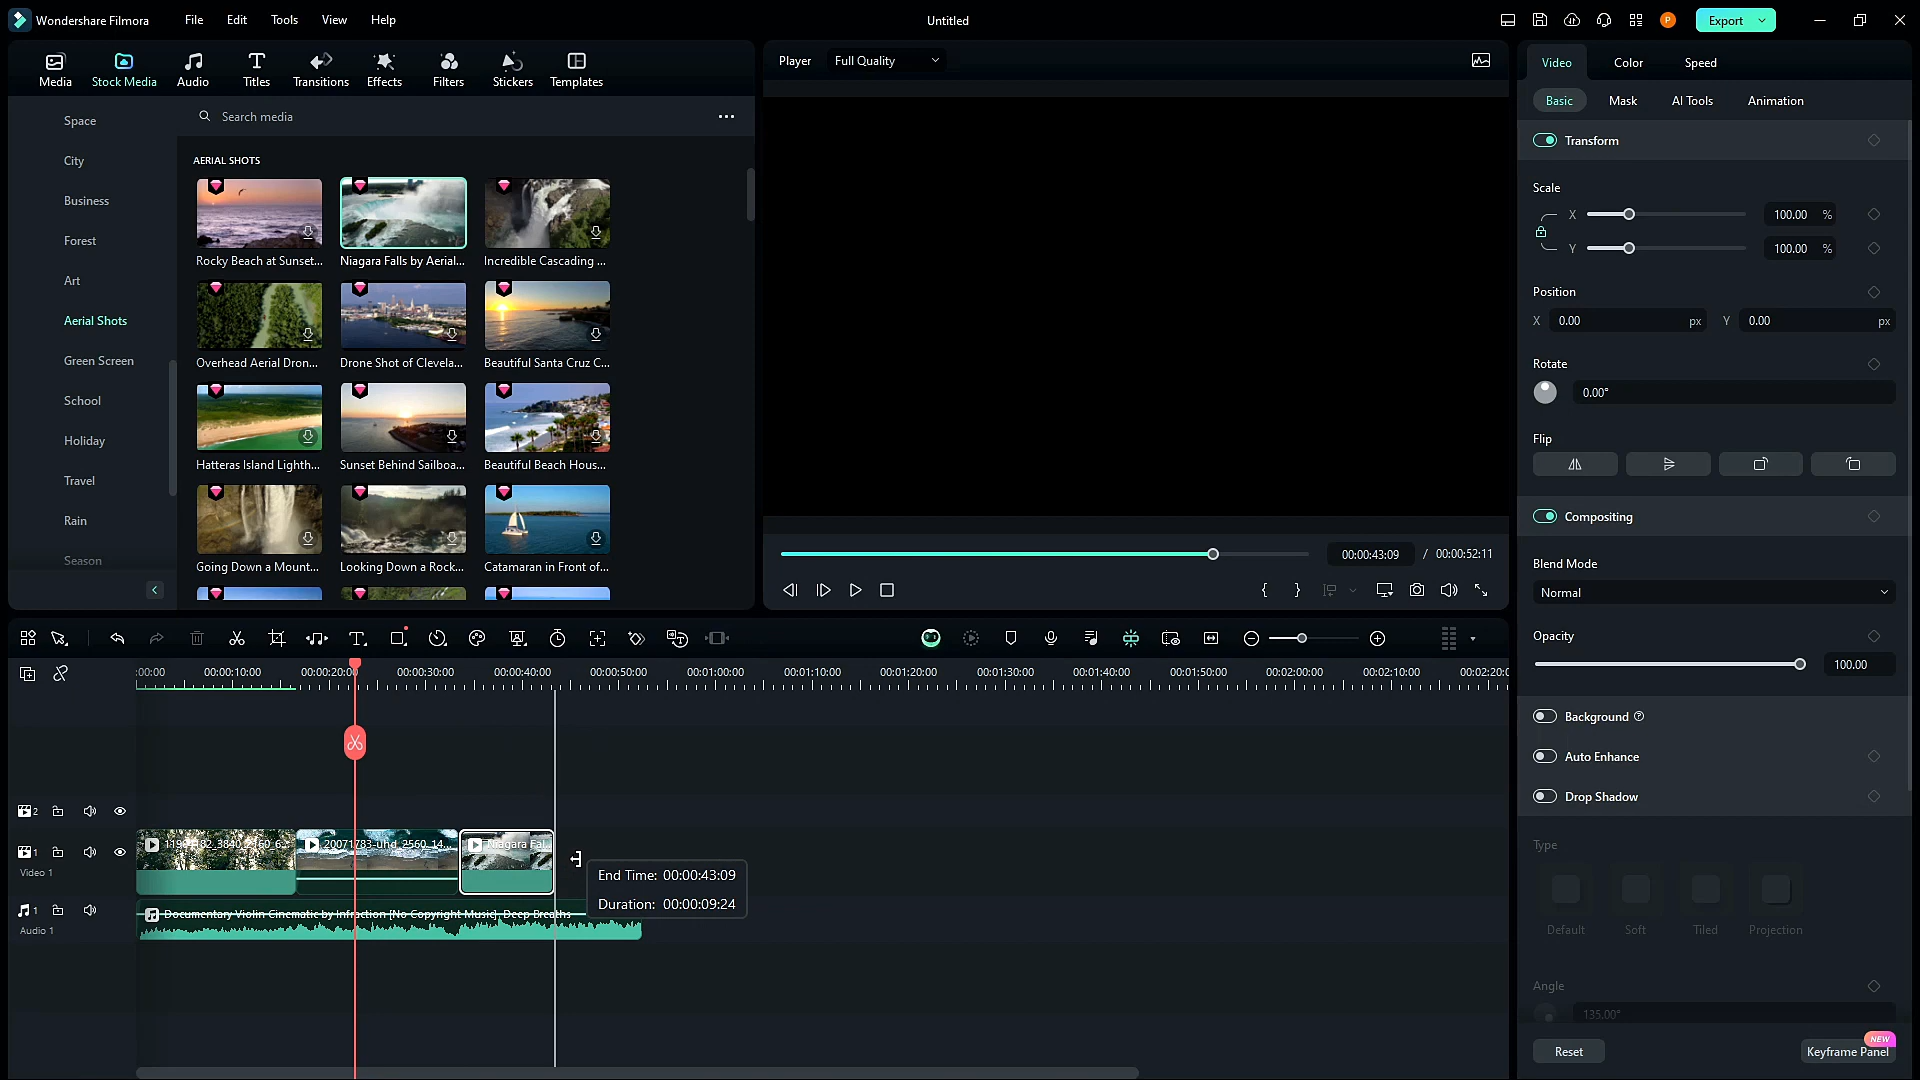 Wondershare Filmora
File
Edit
Tools
View
Help
Untitled
P
Export
Media
Stock Media
Audio
Titles
Transitions
Effects
Filters
Stickers
Templates
Player
Full Quality
Video
Color
Speed
Basic
Mask
AI Tools
Animation
Space
City
Business
Forest
Art
Aerial Shots
Green Screen
School
Holiday
Travel
Rain
Season
Search media
AERIAL SHOTS
Rocky Beach at Sunset...
Niagara Falls by Aerial...
Incredible Cascading ...
Overhead Aerial Dron...
Drone Shot of Clevela...
Beautiful Santa Cruz C...
Hatteras Island Lighth...
Sunset Behind Sailboa...
Beautiful Beach Hous...
Going Down a Mount...
Looking Down a Rock...
Catamaran in Front of...
00:00:43:09 / 00:00:52:11
Transform
Scale
X 100.00 %
Y 100.00 %
Position
X 0.00 px Y 0.00 px
Rotate
0.00°
Flip
Compositing
Blend Mode
Normal
Opacity
100.00
Background
Auto Enhance
Drop Shadow
Type
Default
Soft
Tiled
Projection
Angle
135.00°
Reset
NEW
Keyframe Panel
:00:00 00:00:10:00 00:00:20:00 00:00:30:00 00:00:40:00 00:00:50:00 00:01:00:00 00:01:10:00 00:01:20:00 00:01:30:00 00:01:40:00 00:01:50:00 00:02:00:00 00:02:10:00 00:02:20:0
2
1
Video 1
20071783-uhd_2560_14...
Niagara Fal...
End Time: 00:00:43:09
Duration: 00:00:09:24
1
Audio 1
Documentary Violin Cinematic by Infraction [No Copyright Music]_Deep Breaths